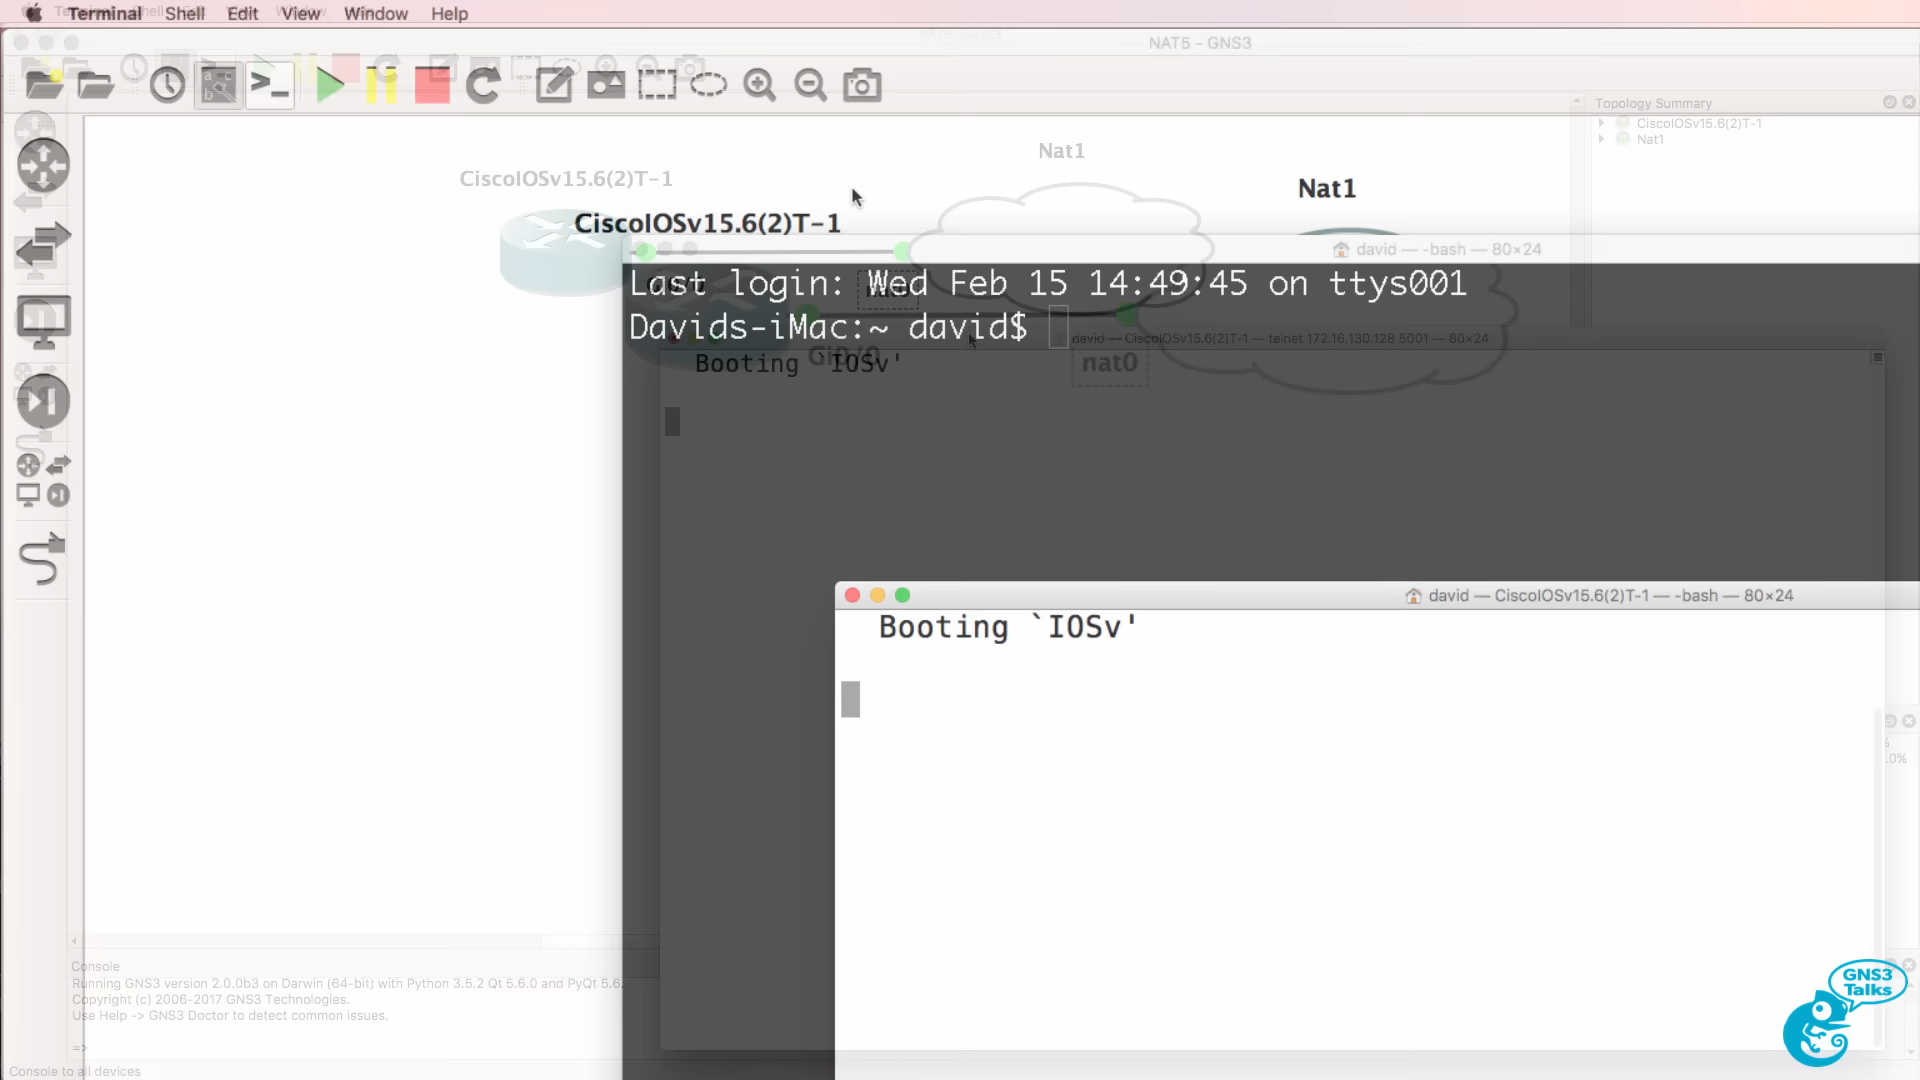 Terminal Shell Edit View Window Help
NAT5 - GNS3
Topology Summary
CiscoIOSv15.6(2)T-1
Nat1
Nat1
CiscoIOSv15.6(2)T-1
Nat1
CiscoIOSv15.6(2)T-1
david — -bash — 80×24
Last login: Wed Feb 15 14:49:45 on ttys001
Davids-iMac:~ david$
david — CiscoIOSv15.6(2)T-1 — telnet 172.16.130.128 5001 — 80×24
Gi0/0
nat0
Booting `IOSv'
david — CiscoIOSv15.6(2)T-1 — -bash — 80×24
Booting `IOSv'
Console
Running GNS3 version 2.0.0b3 on Darwin (64-bit) with Python 3.5.2 Qt 5.6.0 and PyQt 5.6.
Copyright (c) 2006-2017 GNS3 Technologies.
Use Help -> GNS3 Doctor to detect common issues.
=>
Console to all devices
GNS3
Talks